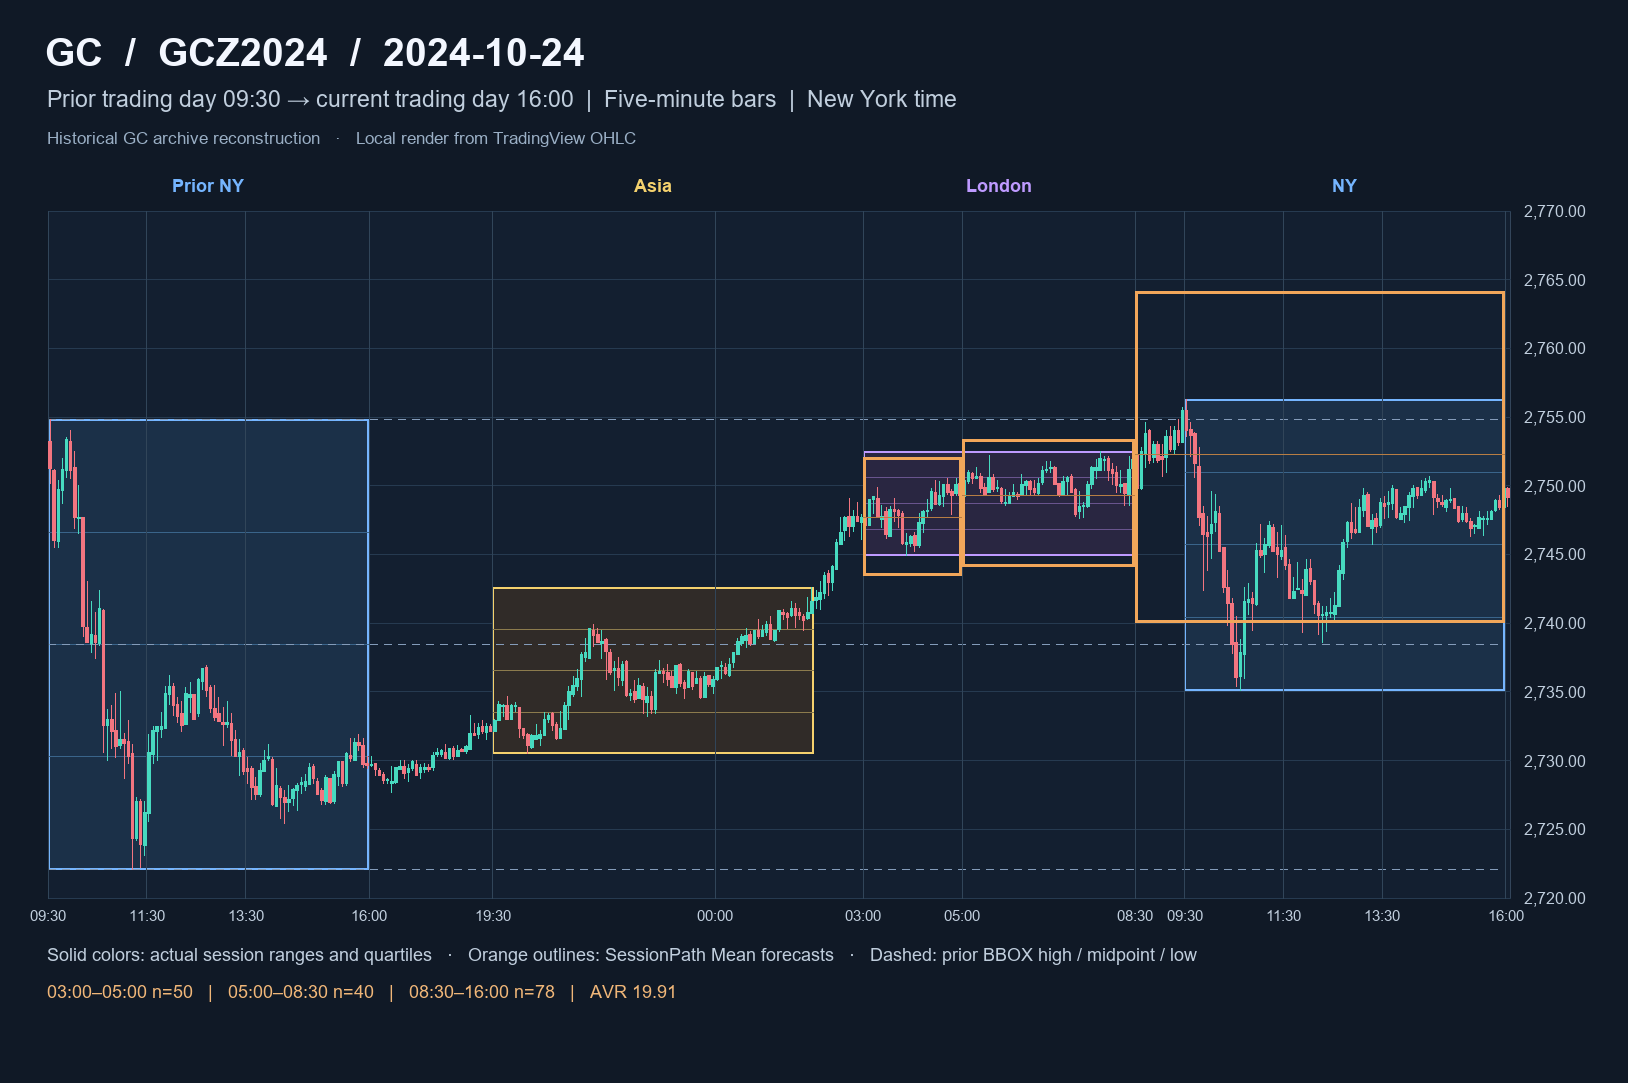 GC / GCZ2024 / 2024-10-24
Prior trading day 09:30 → current trading day 16:00 | Five-minute bars | New York time
Historical GC archive reconstruction · Local render from TradingView OHLC
Prior NY Asia London NY
2,770.00
2,765.00
2,760.00
2,755.00
2,750.00
2,745.00
2,740.00
2,735.00
2,730.00
2,725.00
2,720.00
09:30 11:30 13:30 16:00 19:30 00:00 03:00 05:00 08:30 09:30 11:30 13:30 16:00
Solid colors: actual session ranges and quartiles · Orange outlines: SessionPath Mean forecasts · Dashed: prior BBOX high / midpoint / low
03:00–05:00 n=50 | 05:00–08:30 n=40 | 08:30–16:00 n=78 | AVR 19.91